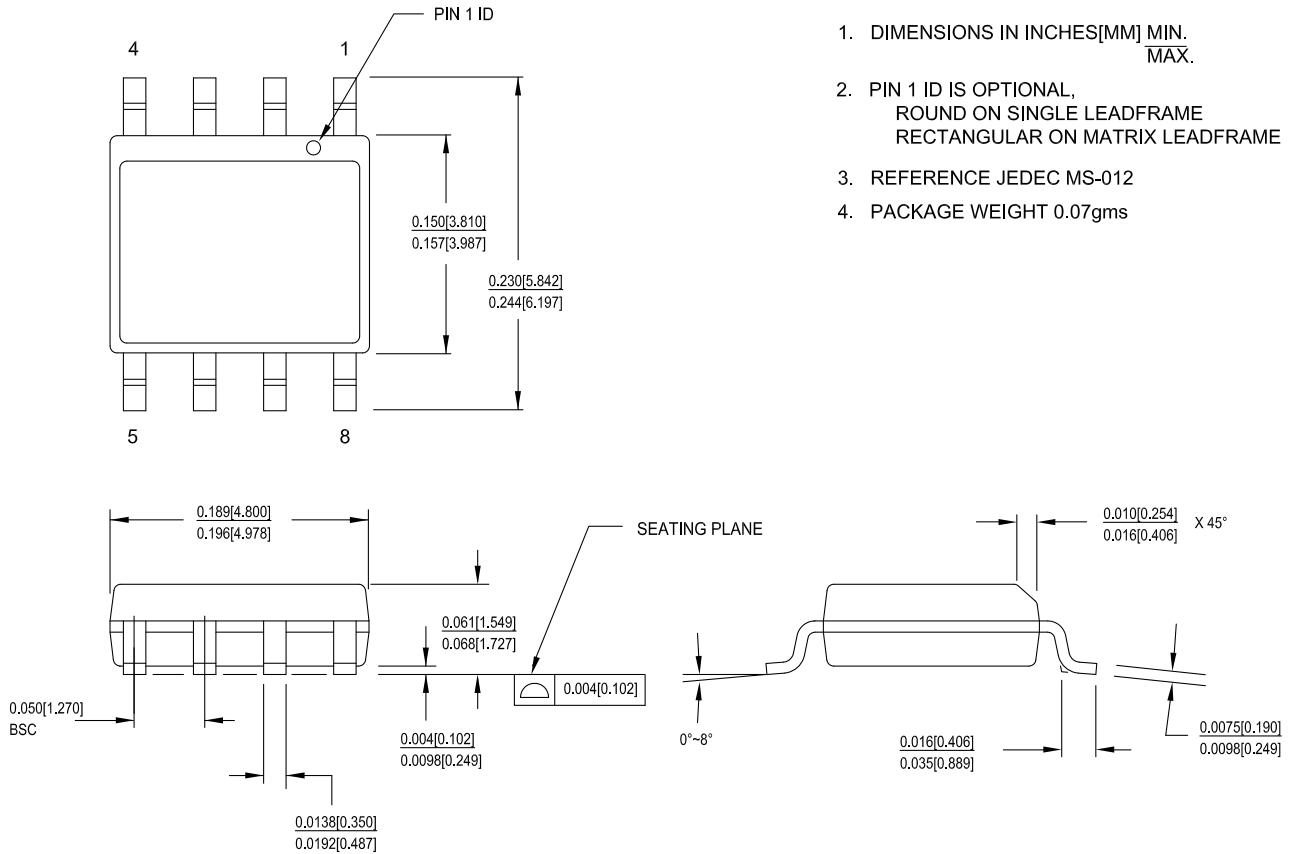 PIN 1 ID
4
1
0.150[3.810]
0.157[3.987]
0.230[5.842]
0.244[6.197]
5
8
1. DIMENSIONS IN INCHES[MM] MIN.
MAX.
2. PIN 1 ID IS OPTIONAL,
ROUND ON SINGLE LEADFRAME
RECTANGULAR ON MATRIX LEADFRAME
3. REFERENCE JEDEC MS-012
4. PACKAGE WEIGHT 0.07gms
0.189[4.800]
0.196[4.978]
SEATING PLANE
0.010[0.254]
0.016[0.406]
X 45°
0.061[1.549]
0.068[1.727]
0.004[0.102]
0.050[1.270]
BSC
0.004[0.102]
0.0098[0.249]
0°~8°
0.016[0.406]
0.035[0.889]
0.0075[0.190]
0.0098[0.249]
0.0138[0.350]
0.0192[0.487]